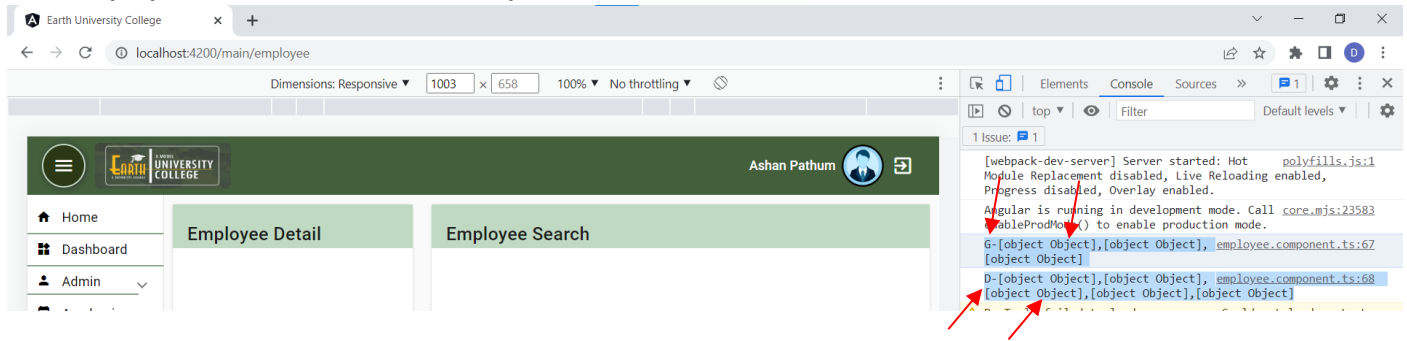 Earth University College
localhost:4200/main/employee
D
Dimensions: Responsive ▼ 1003 × 658 100% ▼ No throttling ▼
Elements Console Sources » 1
top ▼ Filter Default levels ▼
1 Issue: 1
[webpack-dev-server] Server started: Hot polyfills.js:1
Module Replacement disabled, Live Reloading enabled,
Progress disabled, Overlay enabled.
Angular is running in development mode. Call core.mjs:23583
enableProdMode() to enable production mode.
G-[object Object],[object Object], employee.component.ts:67
[object Object]
D-[object Object],[object Object], employee.component.ts:68
[object Object],[object Object],[object Object]
EARTH UNIVERSITY
COLLEGE
Ashan Pathum
Home
Dashboard
Admin
Employee Detail
Employee Search